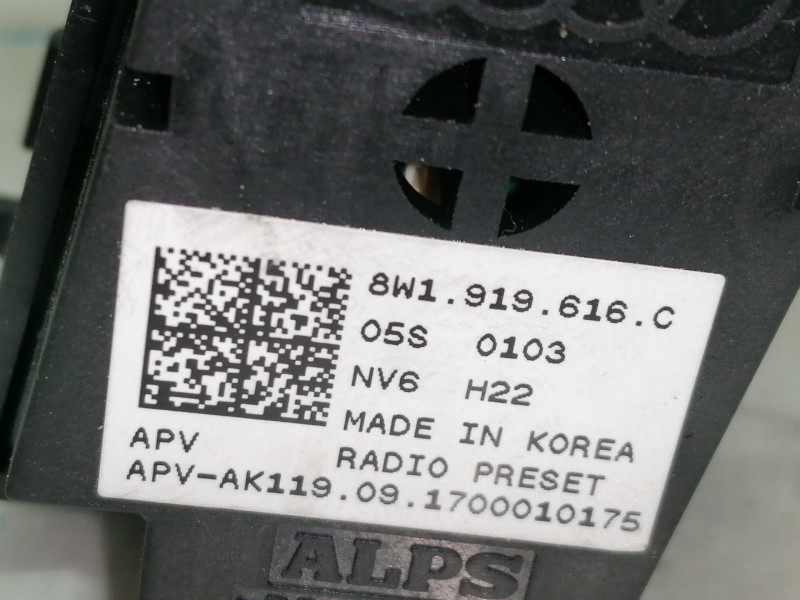 8W1.919.616.C
05S 0103
NV6 H22
MADE IN KOREA
APV RADIO PRESET
APV-AK119.09.1700010175
ALPS